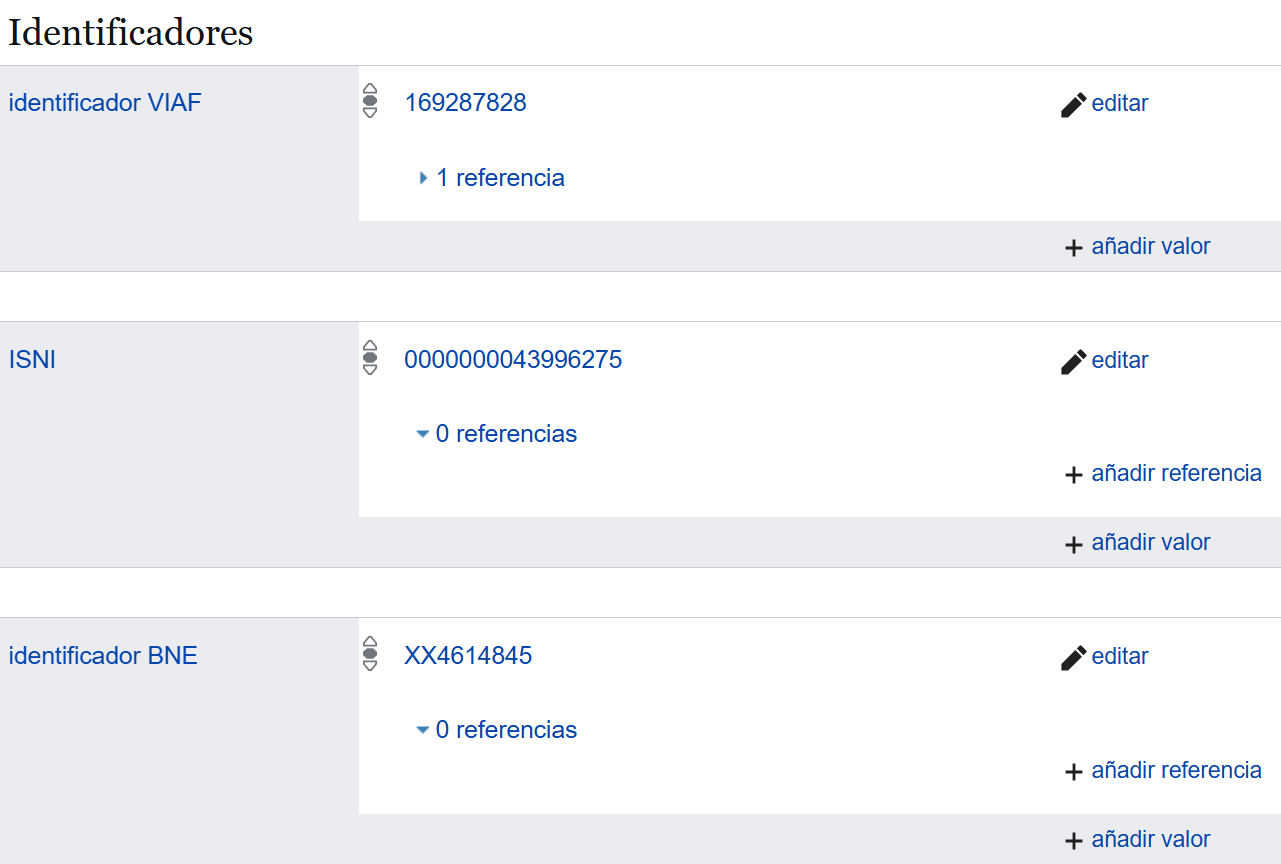 Identificadores
identificador VIAF 169287828 editar
1 referencia
añadir valor
ISNI 0000000043996275 editar
0 referencias
añadir referencia
añadir valor
identificador BNE XX4614845 editar
0 referencias
añadir referencia
añadir valor